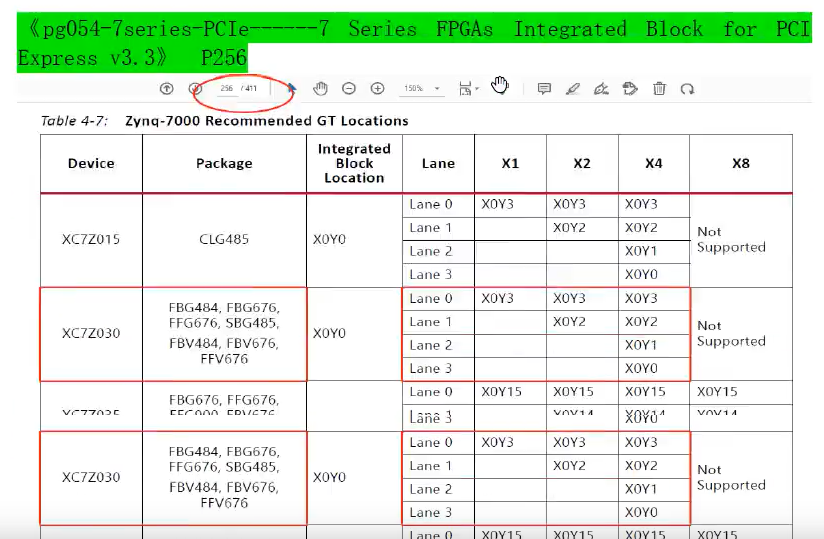 《pg054-7series-PCIe------7 Series FPGAs Integrated Block for PCI
Express v3.3》 P256
256 / 411
150%
Table 4-7: Zynq-7000 Recommended GT Locations
Device Package Integrated Block Location Lane X1 X2 X4 X8
XC7Z015 CLG485 X0Y0 Not Supported
Lane 0 X0Y3 X0Y3 X0Y3
Lane 1 X0Y2 X0Y2
Lane 2 X0Y1
Lane 3 X0Y0
XC7Z030 FBG484, FBG676,
FFG676, SBG485,
FBV484, FBV676,
FFV676
X0Y0 Not Supported
Lane 0 X0Y3 X0Y3 X0Y3
Lane 1 X0Y2 X0Y2
Lane 2 X0Y1
Lane 3 X0Y0
FBG676, FFG676,
Lane 0 X0Y15 X0Y15 X0Y15 X0Y15
Lane 3 X0Y0
XC7Z030 FBG484, FBG676,
FFG676, SBG485,
FBV484, FBV676,
FFV676
X0Y0 Not Supported
Lane 0 X0Y3 X0Y3 X0Y3
Lane 1 X0Y2 X0Y2
Lane 2 X0Y1
Lane 3 X0Y0
Lane 0 X0Y15 X0Y15 X0Y15 X0Y15